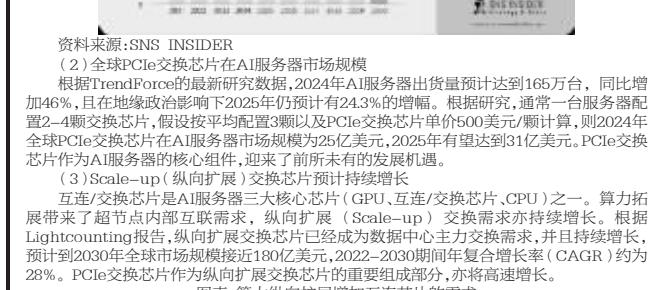 SNS INSIDER
资料来源:SNS INSIDER
（2）全球PCIe交换芯片在AI服务器市场规模
根据TrendForce的最新研究数据,2024年AI服务器出货量预计达到165万台，同比增
加46%,且在地缘政治影响下2025年仍预计有24.3%的增幅。根据研究,通常一台服务器配
置2-4颗交换芯片,假设按平均配置3颗以及PCIe交换芯片单价500美元/颗计算,则2024年
全球PCIe交换芯片在AI服务器市场规模为25亿美元,2025年有望达到31亿美元。PCIe交换
芯片作为AI服务器的核心组件,迎来了前所未有的发展机遇。
（3）Scale-up（纵向扩展）交换芯片预计持续增长
互连/交换芯片是AI服务器三大核心芯片（GPU、互连/交换芯片、CPU）之一。算力拓
展带来了超节点内部互联需求，纵向扩展（Scale-up）交换需求亦持续增长。根据
Lightcounting报告,纵向扩展交换芯片已经成为数据中心主力交换需求,并且持续增长,
预计到2030年全球市场规模接近180亿美元,2022-2030期间年复合增长率（CAGR）约为
28%。PCIe交换芯片作为纵向扩展交换芯片的重要组成部分,亦将高速增长。